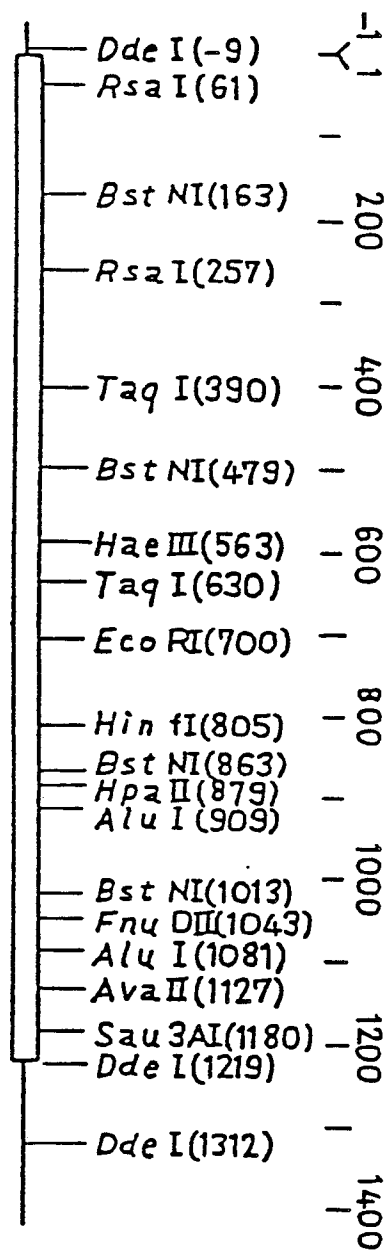 Dde I(-9)
Rsa I(61)
Bst NI(163)
Rsa I(257)
Taq I(390)
Bst NI(479)
Hae III(563)
Taq I(630)
Eco RI(700)
Hin fI(805)
Bst NI(863)
Hpa II(879)
Alu I(909)
Bst NI(1013)
Fnu DII(1043)
Alu I(1081)
Ava II(1127)
Sau 3AI(1180)
Dde I(1219)
Dde I(1312)
-1
1
200
400
600
800
1000
1200
1400